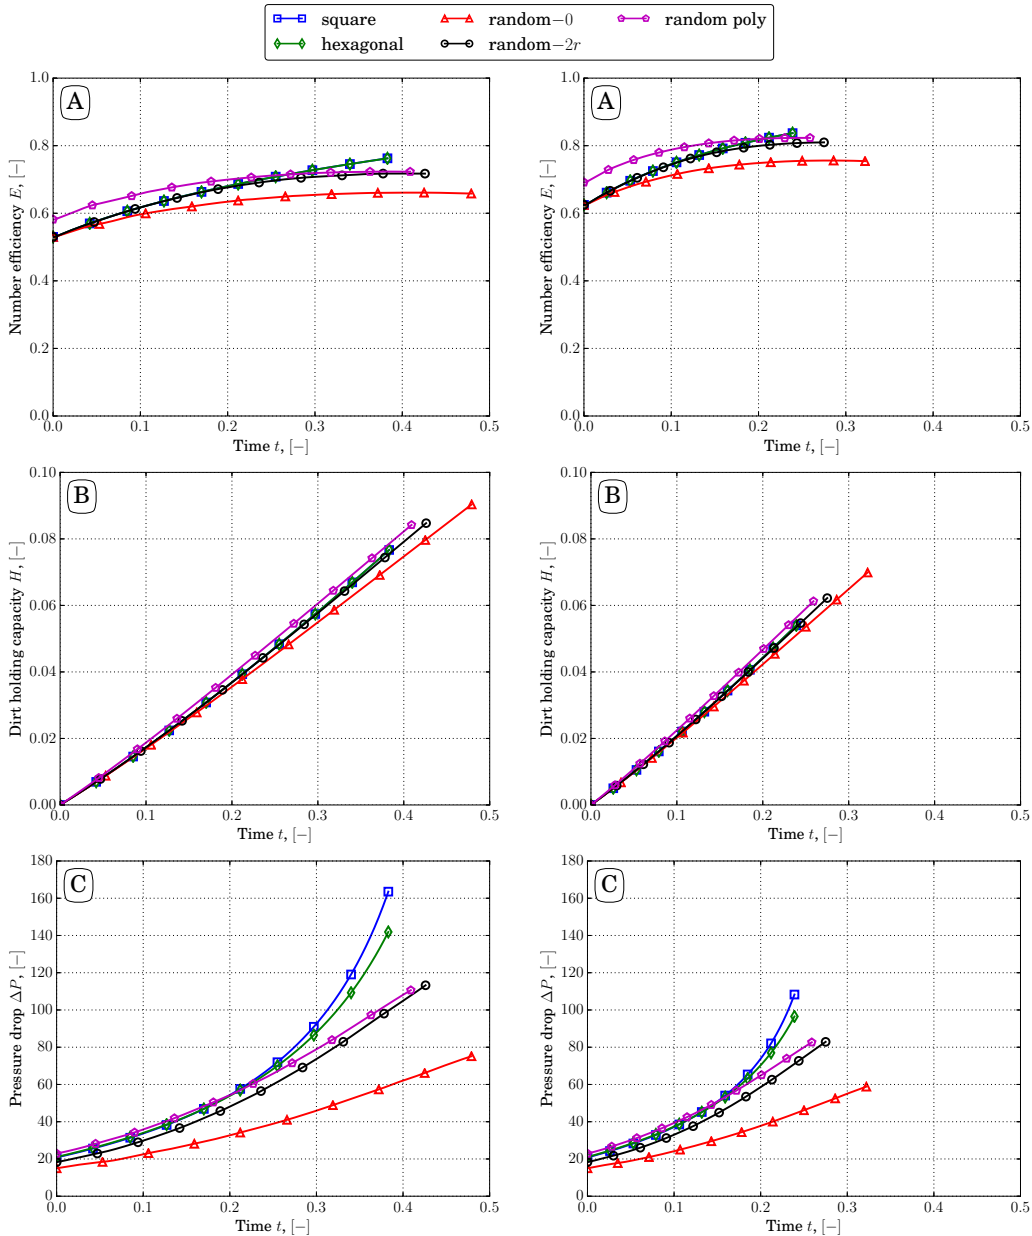 square
hexagonal
random−0
random−2r
random poly
A
Number efficiency E, [−]
1.0
0.8
0.6
0.4
0.2
0.0
0.0 0.1 0.2 0.3 0.4 0.5
Time t, [−]
A
Number efficiency E, [−]
1.0
0.8
0.6
0.4
0.2
0.0
0.0 0.1 0.2 0.3 0.4 0.5
Time t, [−]
B
Dirt holding capacity H, [−]
0.10
0.08
0.06
0.04
0.02
0.00
0.0 0.1 0.2 0.3 0.4 0.5
Time t, [−]
B
Dirt holding capacity H, [−]
0.10
0.08
0.06
0.04
0.02
0.00
0.0 0.1 0.2 0.3 0.4 0.5
Time t, [−]
C
Pressure drop ΔP, [−]
180
160
140
120
100
80
60
40
20
0
0.0 0.1 0.2 0.3 0.4 0.5
Time t, [−]
C
Pressure drop ΔP, [−]
180
160
140
120
100
80
60
40
20
0
0.0 0.1 0.2 0.3 0.4 0.5
Time t, [−]